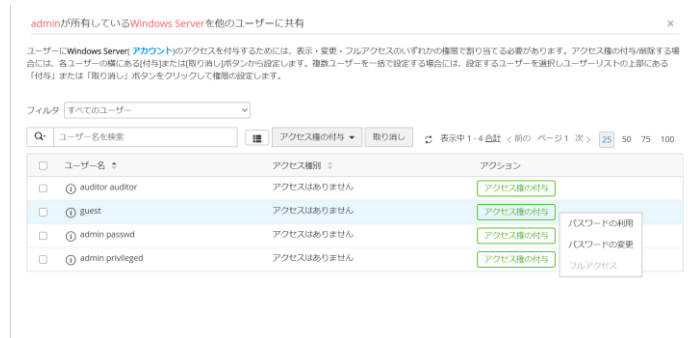 adminが所有しているWindows Serverを他のユーザーに共有 ×
ユーザーにWindows Server( アカウント)のアクセスを付与するためには、表示・変更・フルアクセスのいずれかの権限で割り当てる必要があります。アクセス権の付与/削除する場
合には、各ユーザーの横にある[付与]または[取り消し]ボタンから設定します。複数ユーザーを一括で設定する場合には、設定するユーザーを選択しユーザーリストの上部にある
「付与」または「取り消し」ボタンをクリックして権限の設定します。
フィルタ すべてのユーザー
ユーザー名を検索 アクセス権の付与 取り消し 表示中 1 - 4 合計 〈 前の ページ 1 次 〉 25 50 75 100
ユーザー名 アクセス種別 アクション
auditor auditor アクセスはありません アクセス権の付与
guest アクセスはありません アクセス権の付与
パスワードの利用
admin passwd アクセスはありません アクセス権の付与
パスワードの変更
admin privileged アクセスはありません アクセス権の付与
フルアクセス